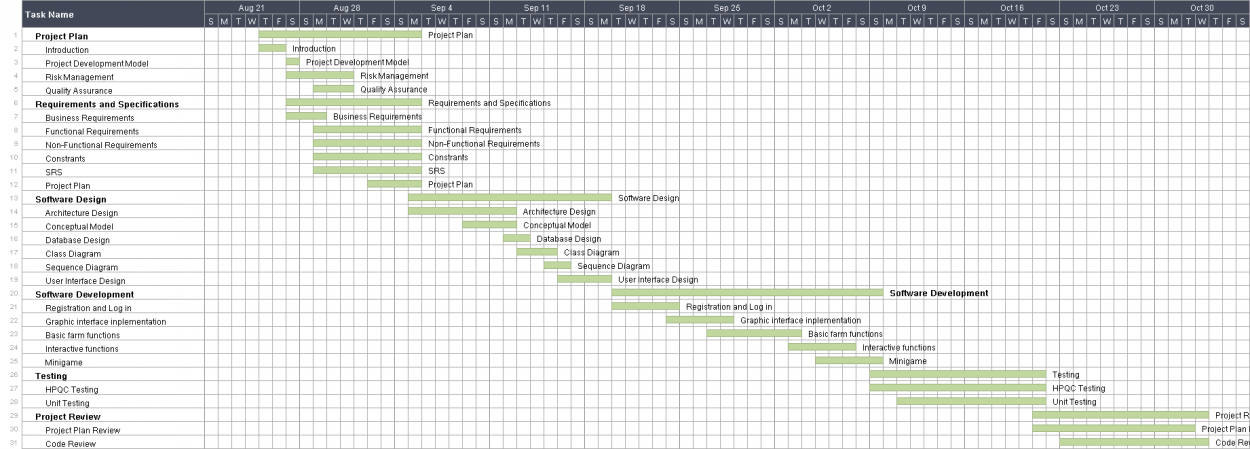 Task Name
Aug 21 Aug 28 Sep 4 Sep 11 Sep 18 Sep 25 Oct 2 Oct 9 Oct 16 Oct 23 Oct 30
S M T W T F S S M T W T F S S M T W T F S S M T W T F S S M T W T F S S M T W T F S S M T W T F S S M T W T F S S M T W T F S S M T W T F S S M T W T F S
1 Project Plan Project Plan
2 Introduction Introduction
3 Project Development Model Project Development Model
4 Risk Management Risk Management
5 Quality Assurance Quality Assurance
6 Requirements and Specifications Requirements and Specifications
7 Business Requirements Business Requirements
8 Functional Requirements Functional Requirements
9 Non-Functional Requirements Non-Functional Requirements
10 Constrants Constrants
11 SRS SRS
12 Project Plan Project Plan
13 Software Design Software Design
14 Architecture Design Architecture Design
15 Conceptual Model Conceptual Model
16 Database Design Database Design
17 Class Diagram Class Diagram
18 Sequence Diagram Sequence Diagram
19 User Interface Design User Interface Design
20 Software Development Software Development
21 Registration and Log in Registration and Log in
22 Graphic interface inplementation Graphic interface inplementation
23 Basic farm functions Basic farm functions
24 Interactive functions Interactive functions
25 Minigame Minigame
26 Testing Testing
27 HPQC Testing HPQC Testing
28 Unit Testing Unit Testing
29 Project Review Project R
30 Project Plan Review Project Plan
31 Code Review Code Rev